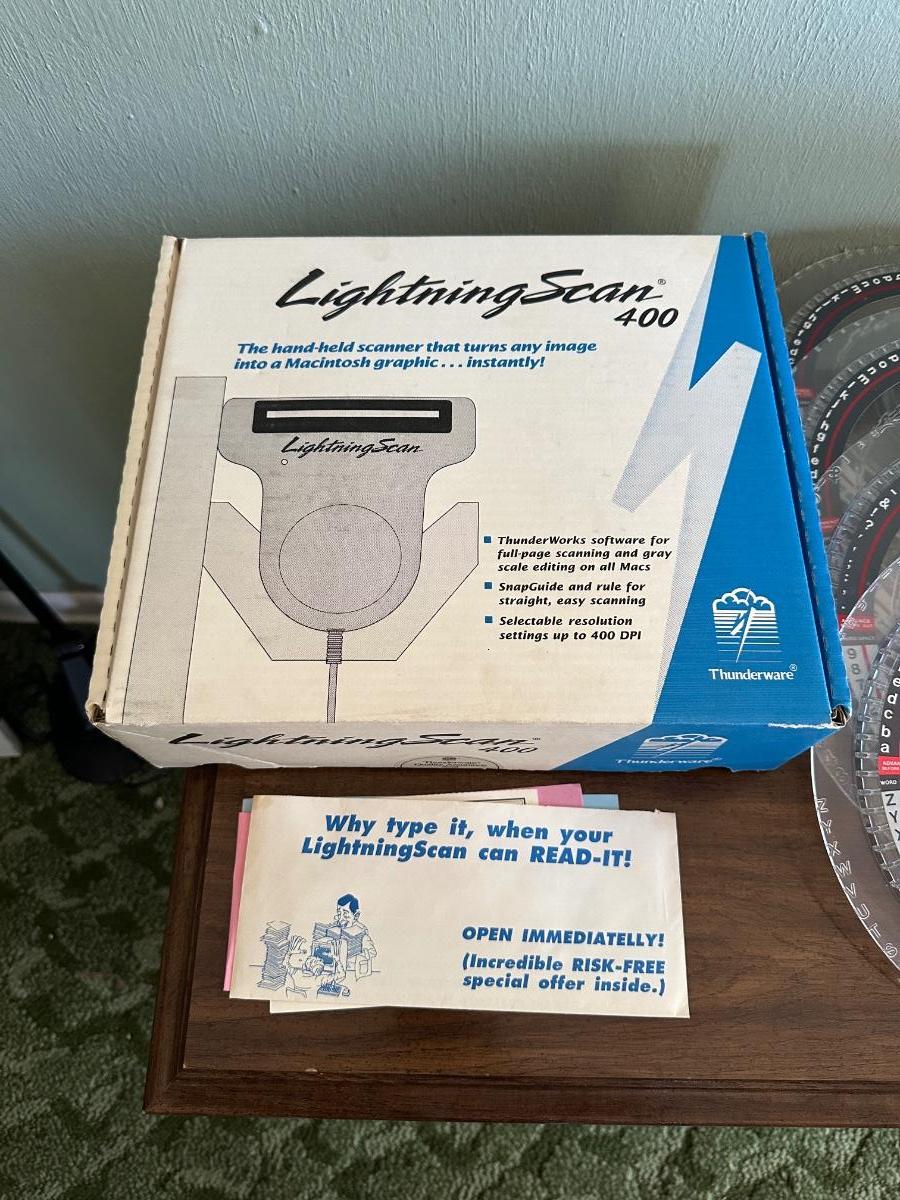 LightningScan®
400
The hand-held scanner that turns any image
into a Macintosh graphic . . . instantly!
LightningScan
ThunderWorks software for
full-page scanning and gray
scale editing on all Macs
SnapGuide and rule for
straight, easy scanning
Selectable resolution
settings up to 400 DPI
Thunderware®
LightningScan®
400
Thunderware®
Why type it, when your
LightningScan can READ-IT!
OPEN IMMEDIATELLY!
(Incredible RISK-FREE
special offer inside.)